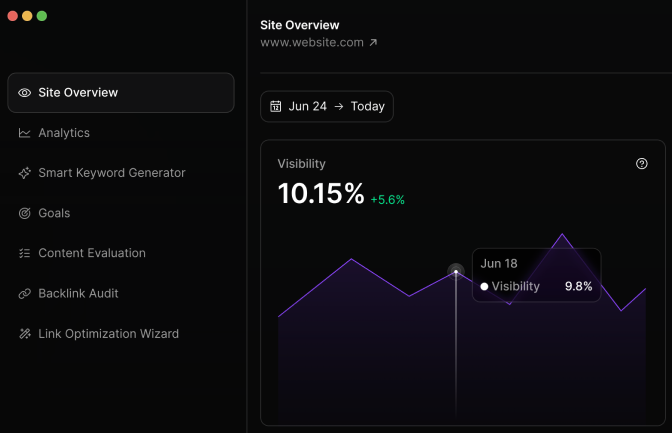 Site Overview
www.website.com
Site Overview
Analytics
Smart Keyword Generator
Goals
Content Evaluation
Backlink Audit
Link Optimization Wizard
12
Jun 24 → Today
Visibility
10.15% +5.6%
Jun 18
Visibility 9.8%